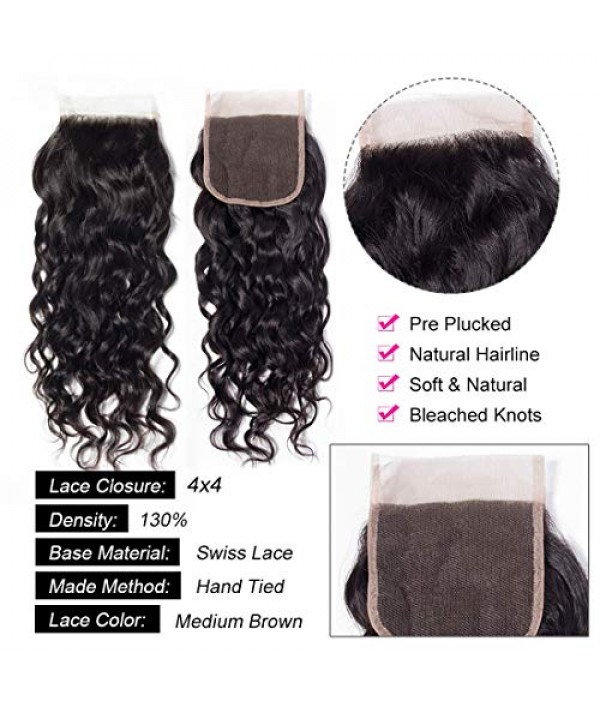 Pre Plucked
Natural Hairline
Soft & Natural
Bleached Knots
Lace Closure: 4x4
Density: 130%
Base Material: Swiss Lace
Made Method: Hand Tied
Lace Color: Medium Brown